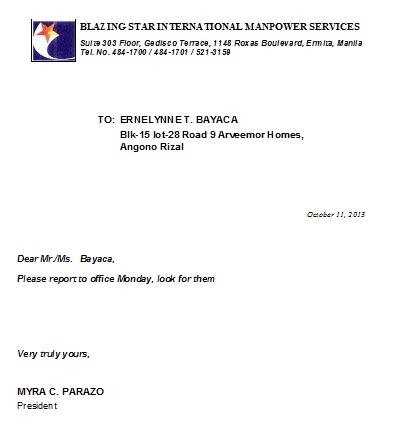 BLAZING STAR INTERNATIONAL MANPOWER SERVICES
Suite 303 Floor, Gedisco Terrace, 1148 Roxas Boulevard, Ermita, Manila
Tel. No. 484-1700 / 484-1701 / 521-3159
TO: ERNELYNNE T. BAYACA
Blk-15 lot-28 Road 9 Arveemor Homes,
Angono Rizal
October 11, 2013
Dear Mr./Ms. Bayaca,
Please report to office Monday, look for them
Very truly yours,
MYRA C. PARAZO
President